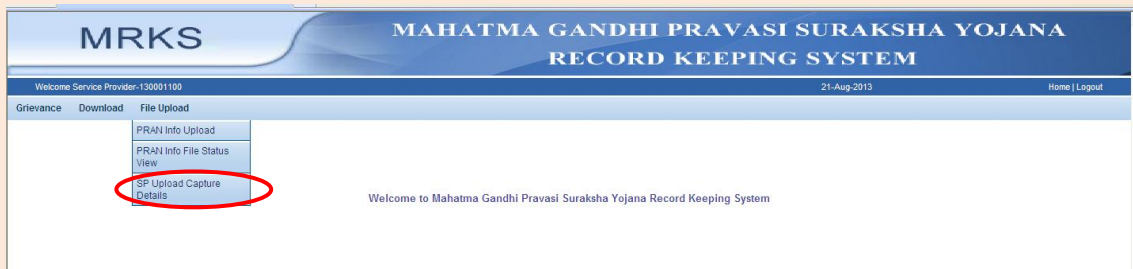 MRKS
MAHATMA GANDHI PRAVASI SURAKSHA YOJANA
RECORD KEEPING SYSTEM
Welcome Service Provider-130001100 21-Aug-2013 Home | Logout
Grievance Download File Upload
PRAN Info Upload
PRAN Info File Status
View
SP Upload Capture
Details
Welcome to Mahatma Gandhi Pravasi Suraksha Yojana Record Keeping System